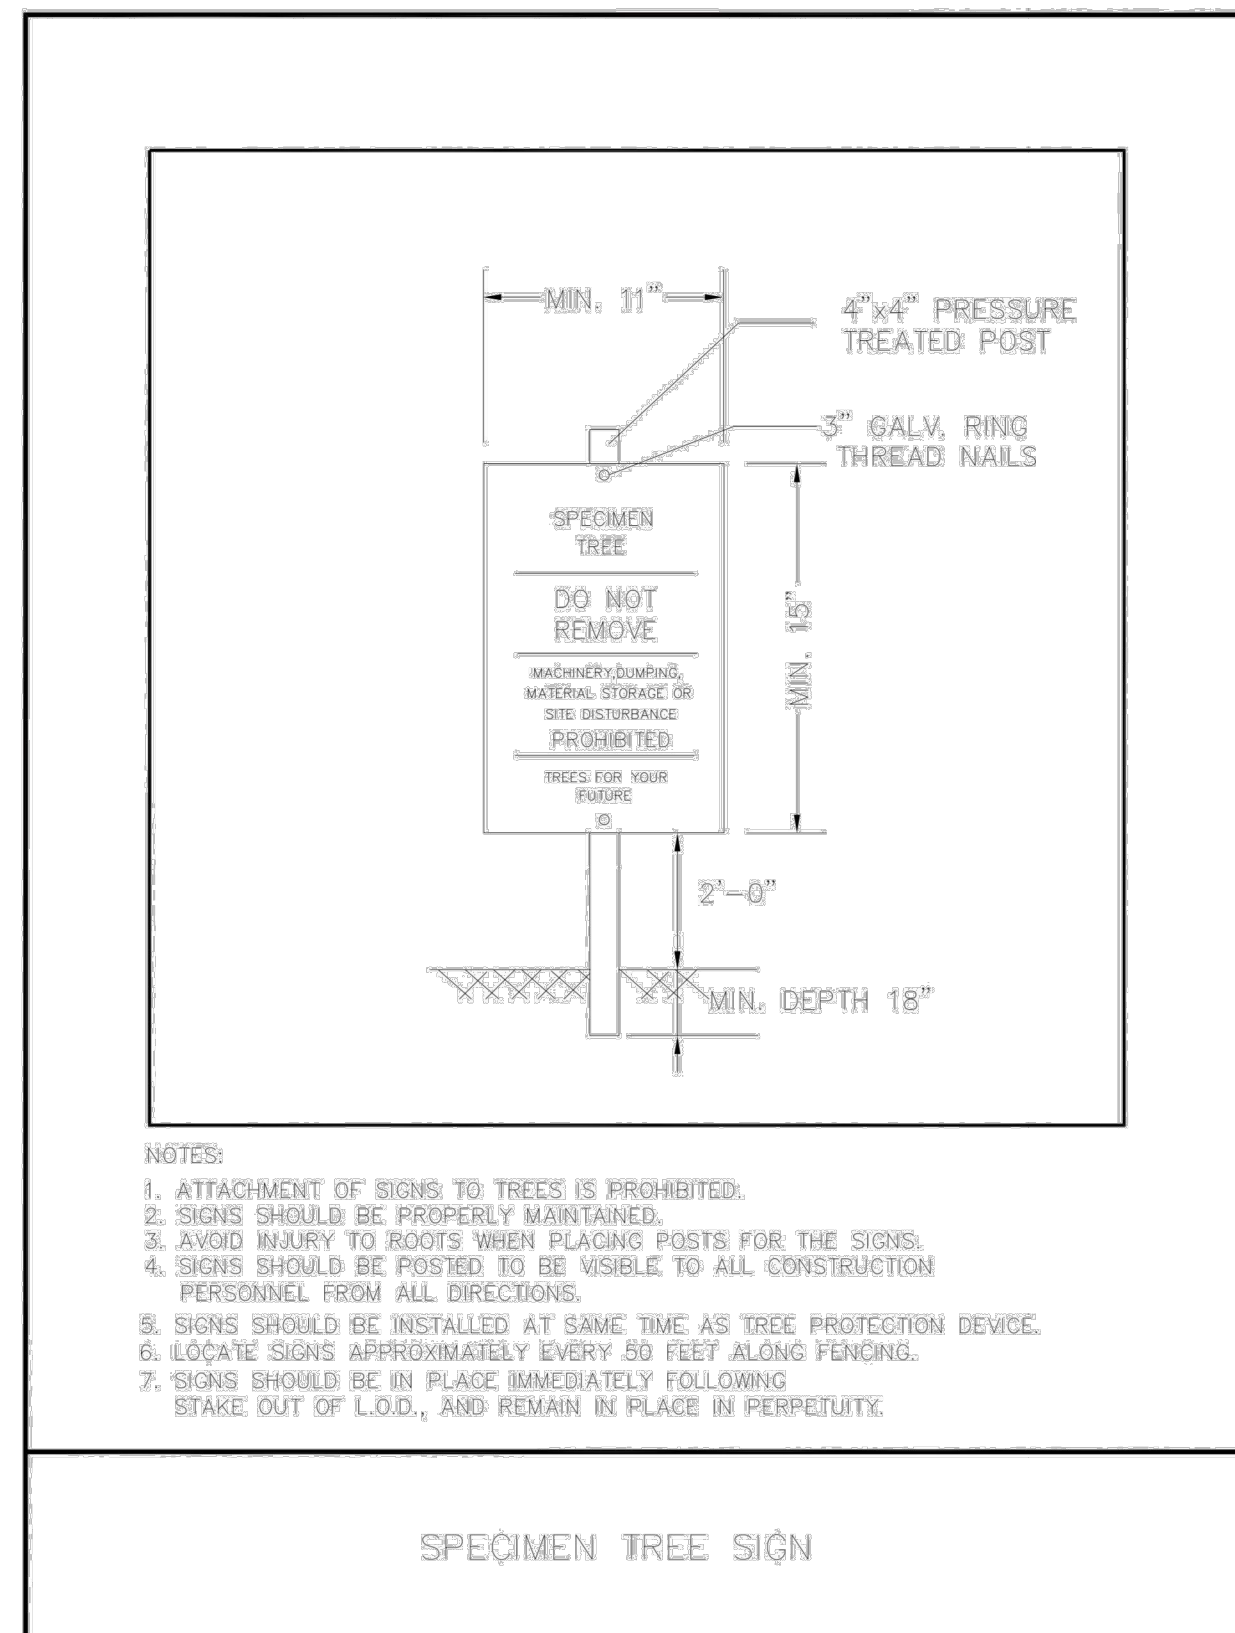 MIN. 11"
4"x4" PRESSURE
TREATED POST
3" GALV. RING
THREAD NAILS
SPECIMEN
TREE
DO NOT
REMOVE
MACHINERY,DUMPING,
MATERIAL STORAGE OR
SITE DISTURBANCE
PROHIBITED
TREES FOR YOUR
FUTURE
MIN. 15"
2'-0"
MIN. DEPTH 18"
NOTES:
1. ATTACHMENT OF SIGNS TO TREES IS PROHIBITED.
2. SIGNS SHOULD BE PROPERLY MAINTAINED.
3. AVOID INJURY TO ROOTS WHEN PLACING POSTS FOR THE SIGNS.
4. SIGNS SHOULD BE POSTED TO BE VISIBLE TO ALL CONSTRUCTION
PERSONNEL FROM ALL DIRECTIONS.
5. SIGNS SHOULD BE INSTALLED AT SAME TIME AS TREE PROTECTION DEVICE.
6. LOCATE SIGNS APPROXIMATELY EVERY 50 FEET ALONG FENCING.
7. SIGNS SHOULD BE IN PLACE IMMEDIATELY FOLLOWING
STAKE OUT OF L.O.D., AND REMAIN IN PLACE IN PERPETUITY.
SPECIMEN TREE SIGN